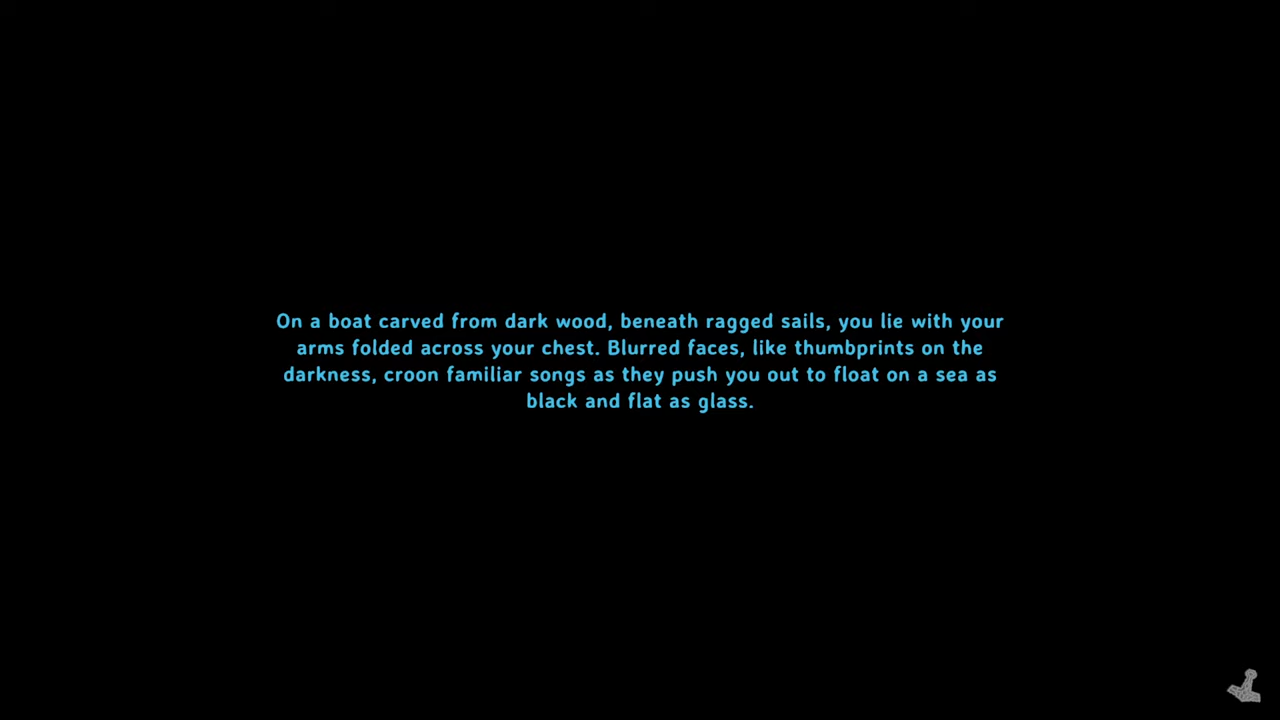 On a boat carved from dark wood, beneath ragged sails, you lie with your
arms folded across your chest. Blurred faces, like thumbprints on the
darkness, croon familiar songs as they push you out to float on a sea as
black and flat as glass.